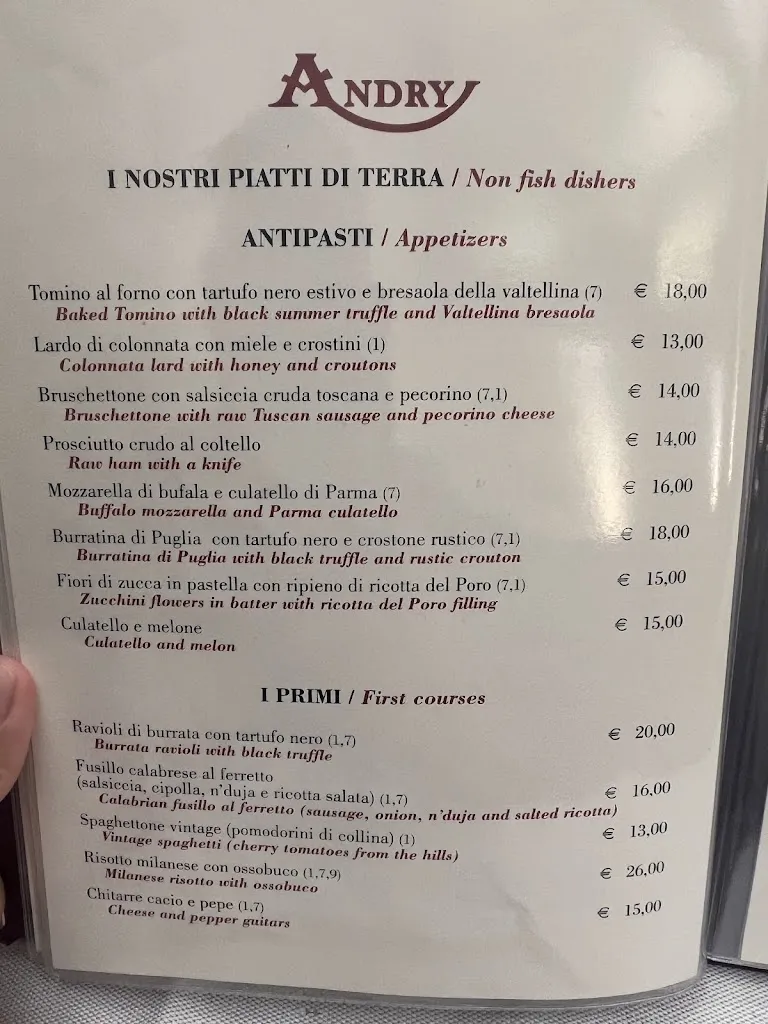 ANDRY
I NOSTRI PIATTI DI TERRA / Non fish dishers
ANTIPASTI / Appetizers
Tomino al forno con tartufo nero estivo e bresaola della valtellina (7) € 18,00
Baked Tomino with black summer truffle and Valtellina bresaola
Lardo di colonnata con miele e crostini (1) € 13,00
Colonnata lard with honey and croutons
Bruschettone con salsiccia cruda toscana e pecorino (7,1) € 14,00
Bruschettone with raw Tuscan sausage and pecorino cheese
Prosciutto crudo al coltello € 14,00
Raw ham with a knife
Mozzarella di bufala e culatello di Parma (7) € 16,00
Buffalo mozzarella and Parma culatello
Burratina di Puglia con tartufo nero e crostone rustico (7,1) € 18,00
Burratina di Puglia with black truffle and rustic crouton
Fiori di zucca in pastella con ripieno di ricotta del Poro (7,1) € 15,00
Zucchini flowers in batter with ricotta del Poro filling
Culatello e melone € 15,00
Culatello and melon
I PRIMI / First courses
Ravioli di burrata con tartufo nero (1,7) € 20,00
Burrata ravioli with black truffle
Fusillo calabrese al ferretto
(salsiccia, cipolla, n'duja e ricotta salata) (1,7) € 16,00
Calabrian fusillo al ferretto (sausage, onion, n'duja and salted ricotta)
Spaghettone vintage (pomodorini di collina) (1) € 13,00
Vintage spaghetti (cherry tomatoes from the hills)
Risotto milanese con ossobuco (1,7,9) € 26,00
Milanese risotto with ossobuco
Chitarre cacio e pepe (1,7) € 15,00
Cheese and pepper guitars